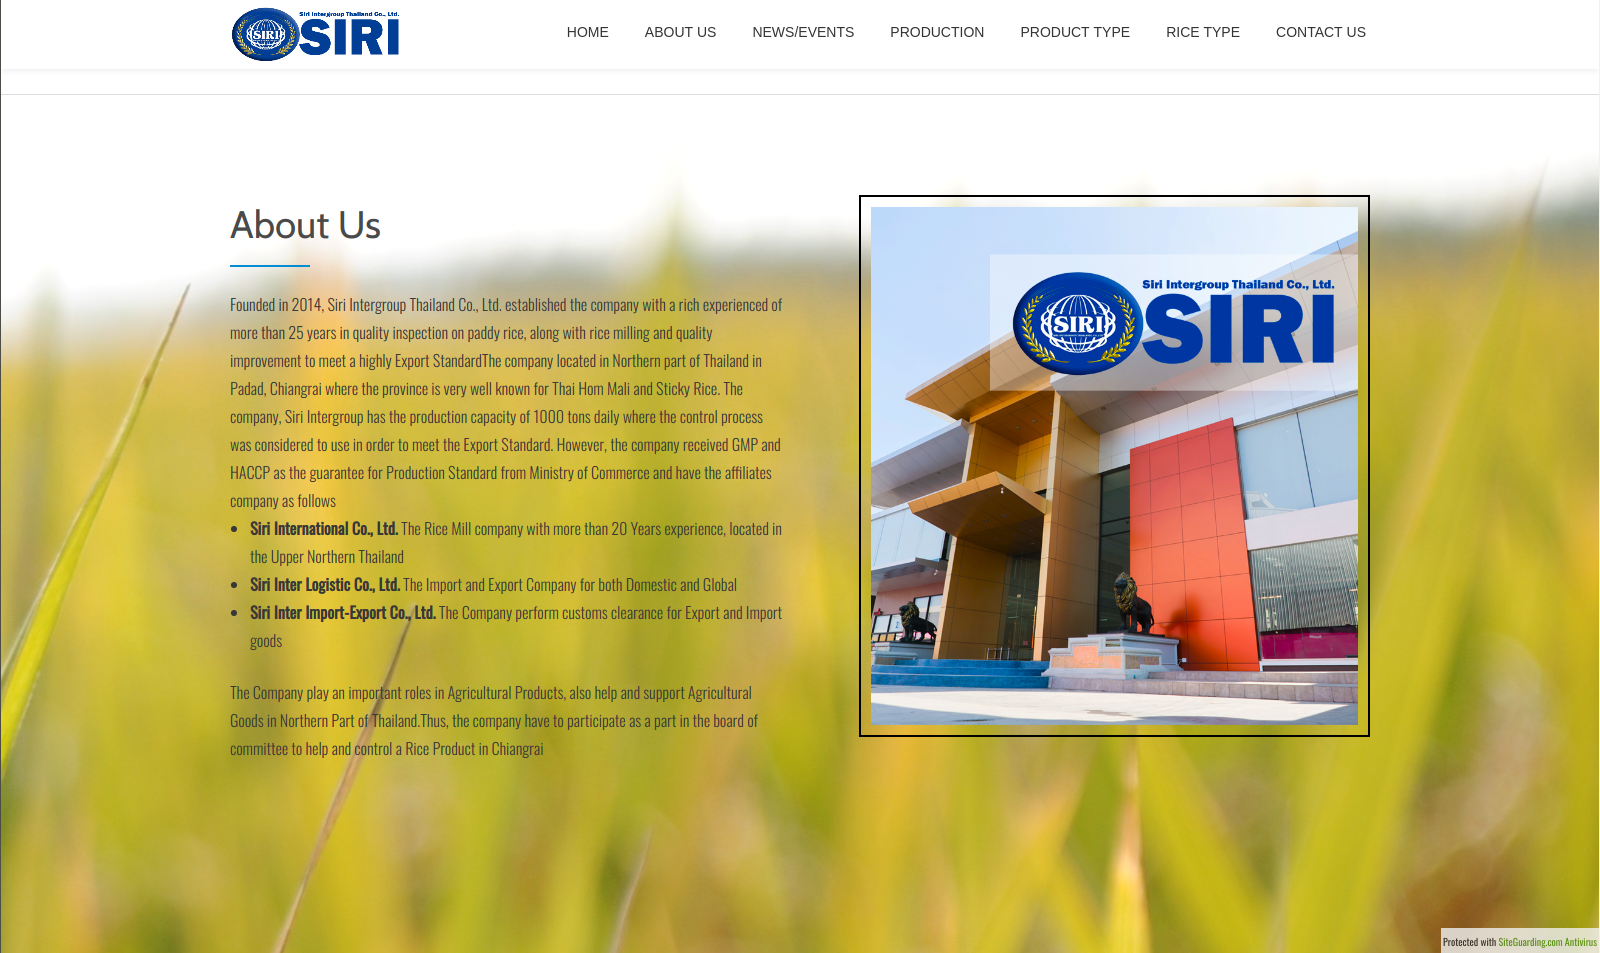 Siri Intergroup Thailand Co., Ltd.
SIRI SIRI
HOME ABOUT US NEWS/EVENTS PRODUCTION PRODUCT TYPE RICE TYPE CONTACT US
About Us
Founded in 2014, Siri Intergroup Thailand Co., Ltd. established the company with a rich experienced of
more than 25 years in quality inspection on paddy rice, along with rice milling and quality
improvement to meet a highly Export StandardThe company located in Northern part of Thailand in
Padad, Chiangrai where the province is very well known for Thai Hom Mali and Sticky Rice. The
company, Siri Intergroup has the production capacity of 1000 tons daily where the control process
was considered to use in order to meet the Export Standard. However, the company received GMP and
HACCP as the guarantee for Production Standard from Ministry of Commerce and have the affiliates
company as follows
• Siri International Co., Ltd. The Rice Mill company with more than 20 Years experience, located in
the Upper Northern Thailand
• Siri Inter Logistic Co., Ltd. The Import and Export Company for both Domestic and Global
• Siri Inter Import-Export Co., Ltd. The Company perform customs clearance for Export and Import
goods
The Company play an important roles in Agricultural Products, also help and support Agricultural
Goods in Northern Part of Thailand.Thus, the company have to participate as a part in the board of
committee to help and control a Rice Product in Chiangrai
Siri Intergroup Thailand Co., Ltd.
SIRI SIRI
Protected with SiteGuarding.com Antivirus